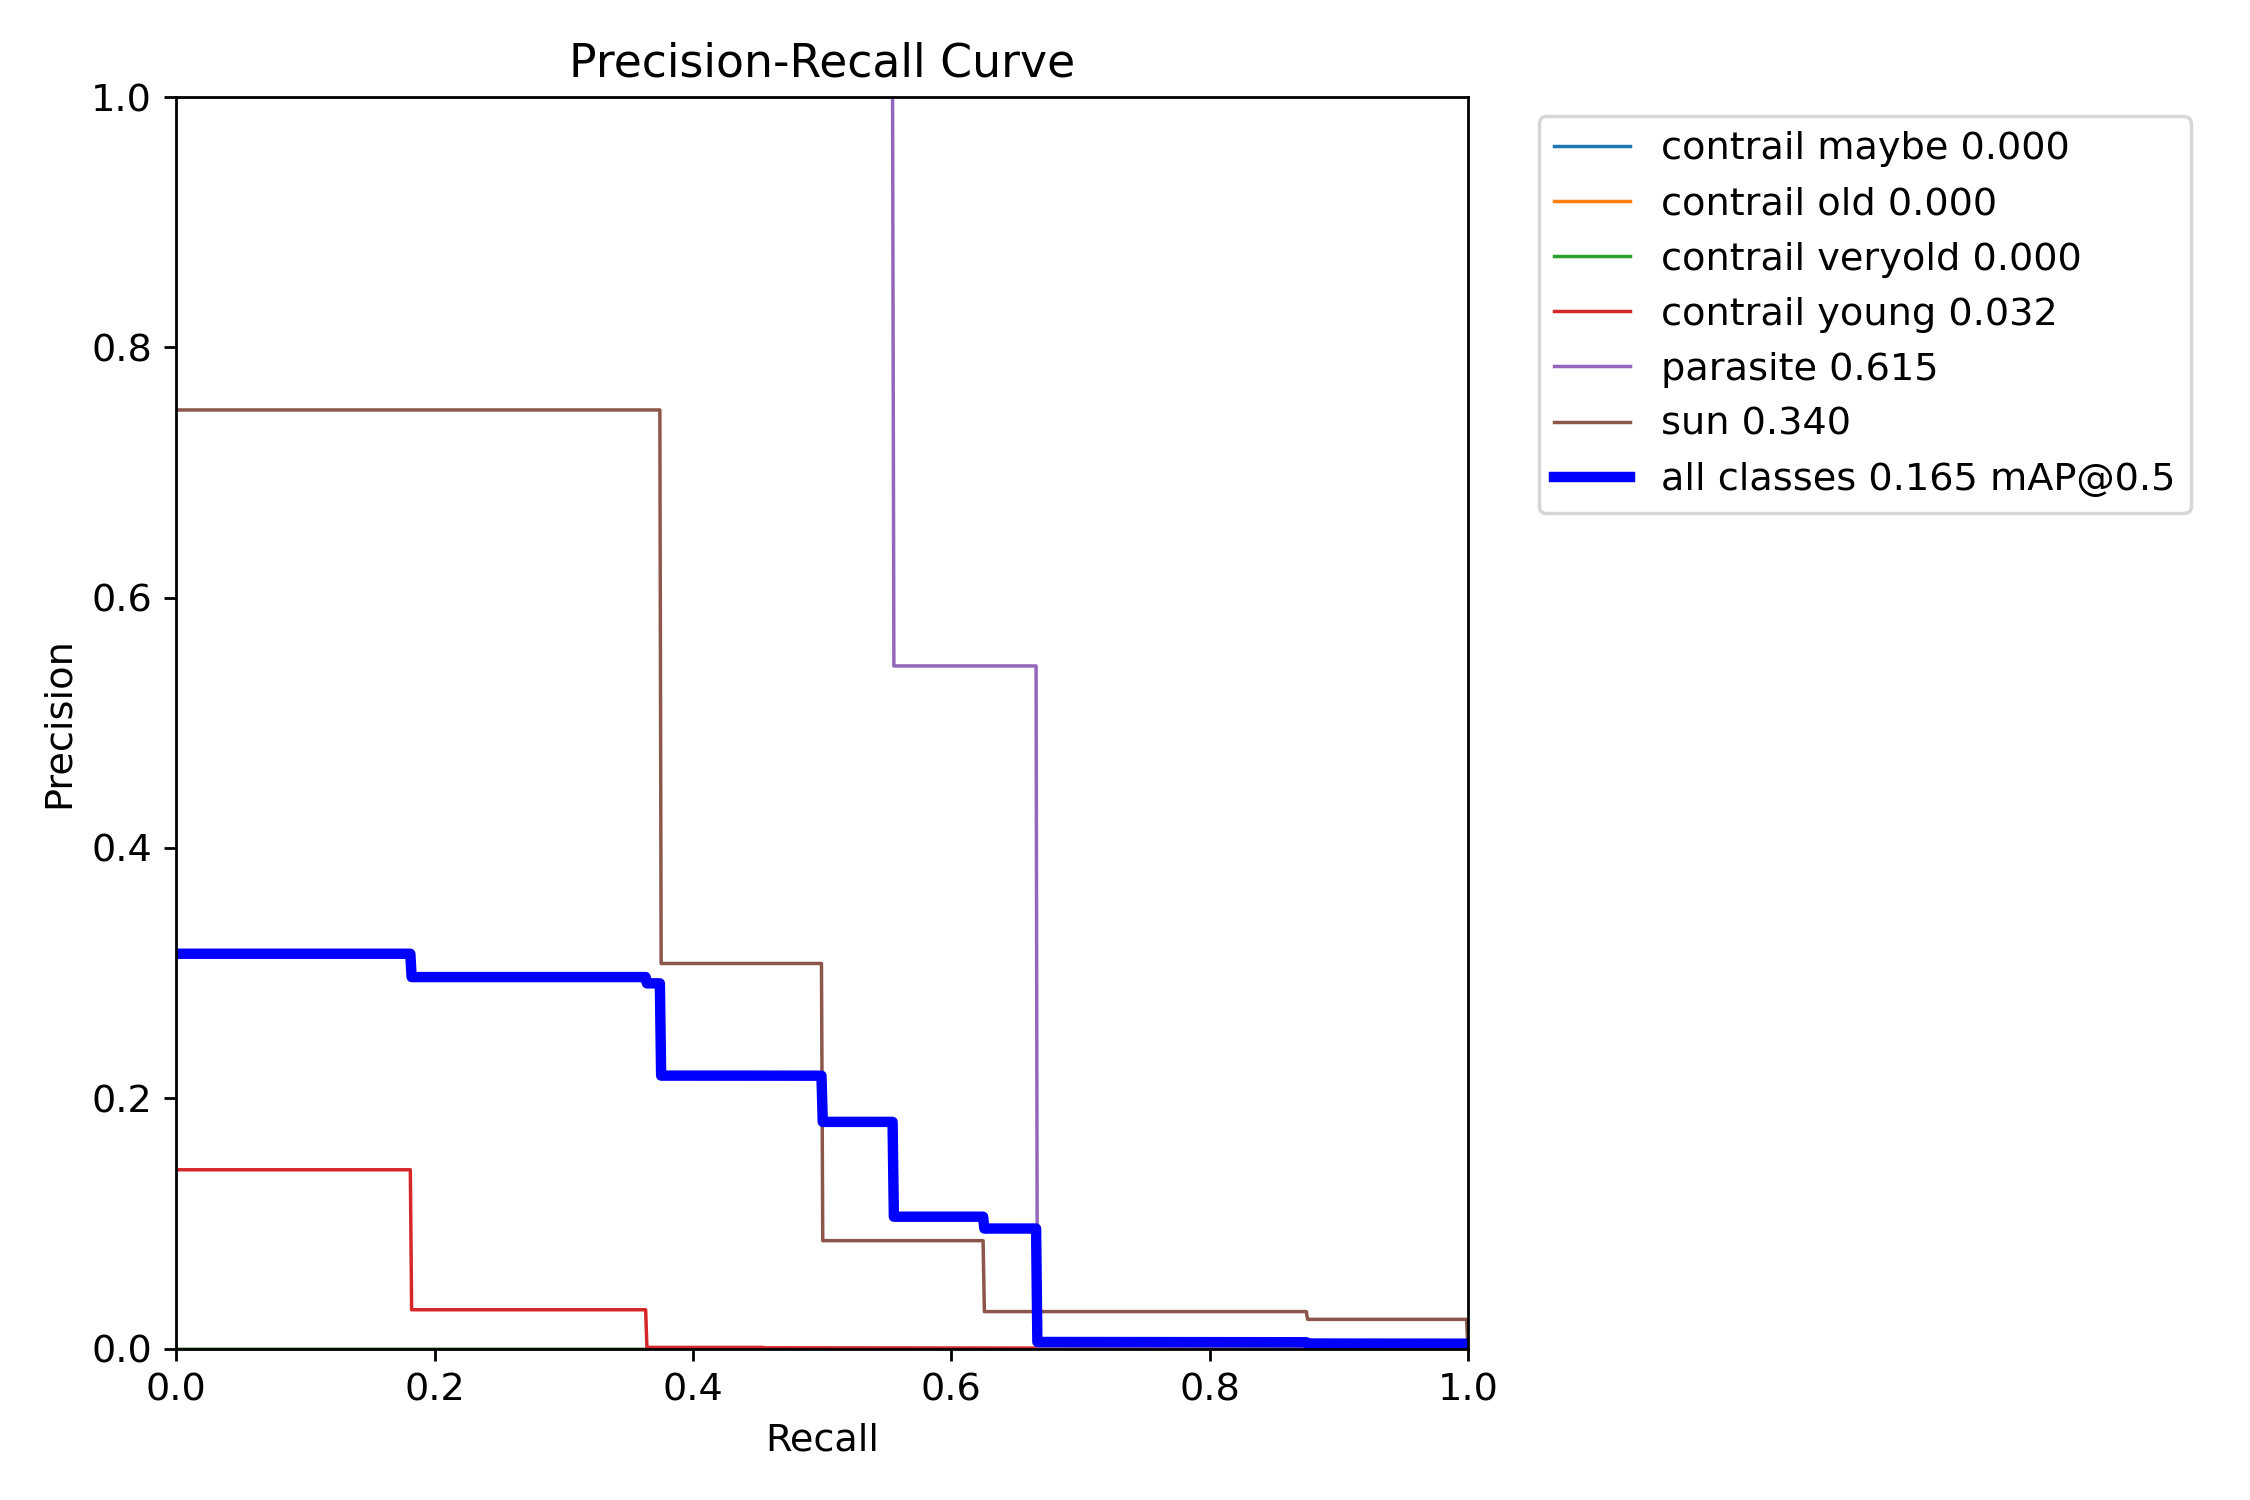 Precision-Recall Curve
1.0
0.8
0.6
0.4
0.2
0.0
Precision
0.0 0.2 0.4 0.6 0.8 1.0
Recall
contrail maybe 0.000
contrail old 0.000
contrail veryold 0.000
contrail young 0.032
parasite 0.615
sun 0.340
all classes 0.165 mAP@0.5